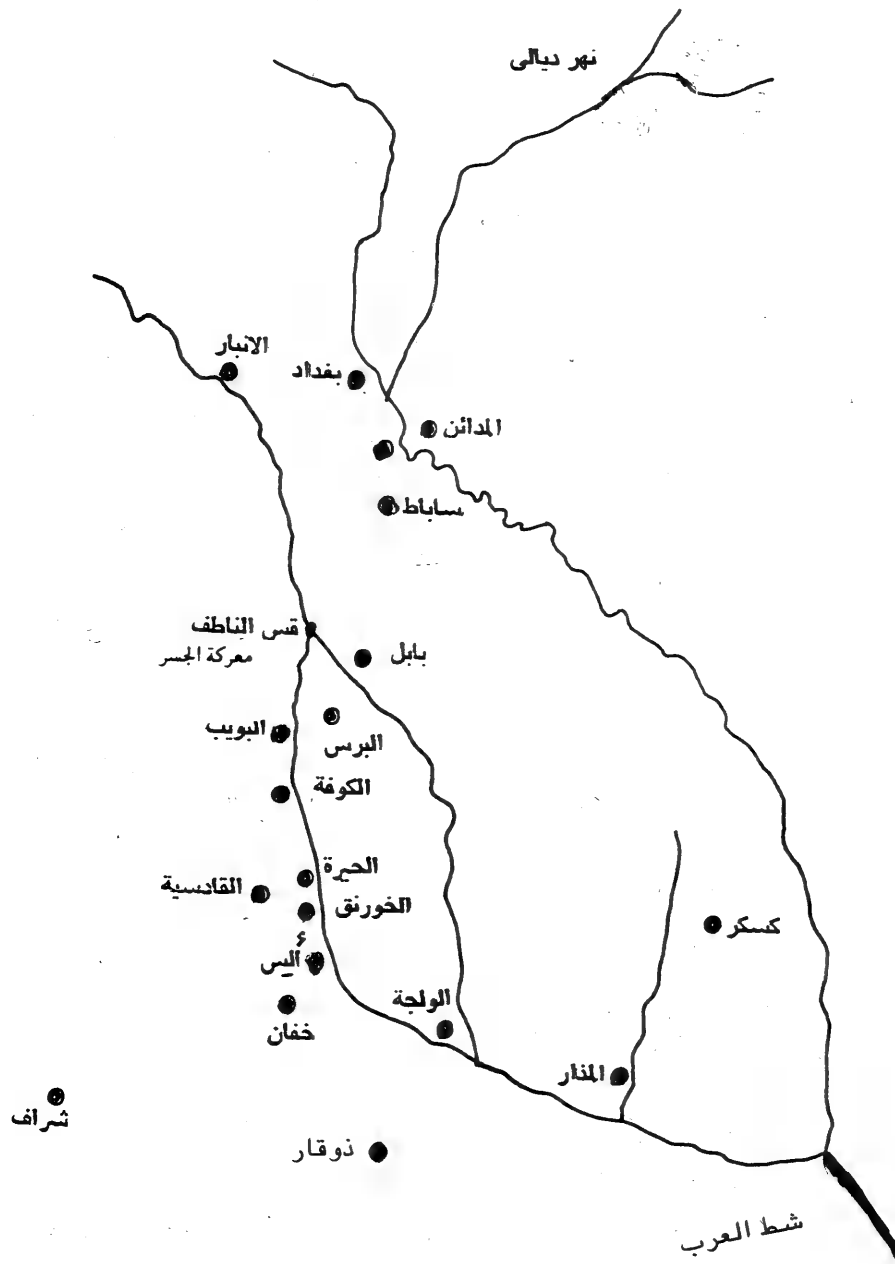 نهر ديالى
الانبار
بغداد
المدائن
ساباط
قس الناطف
معركة الجسر
بابل
البويب
البرس
الكوفة
الحيرة
القادسية
الخورنق
كسكر
أليس
الولجة
خفان
المذار
شراف
ذوقار
شط العرب